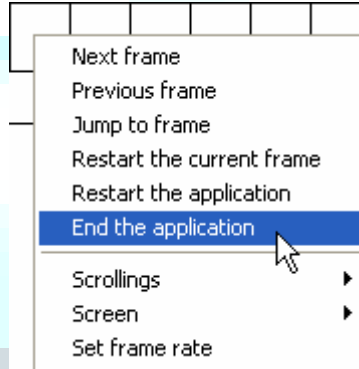 Next frame
Previous frame
Jump to frame
Restart the current frame
Restart the application
End the application
Scrollings
Screen
Set frame rate